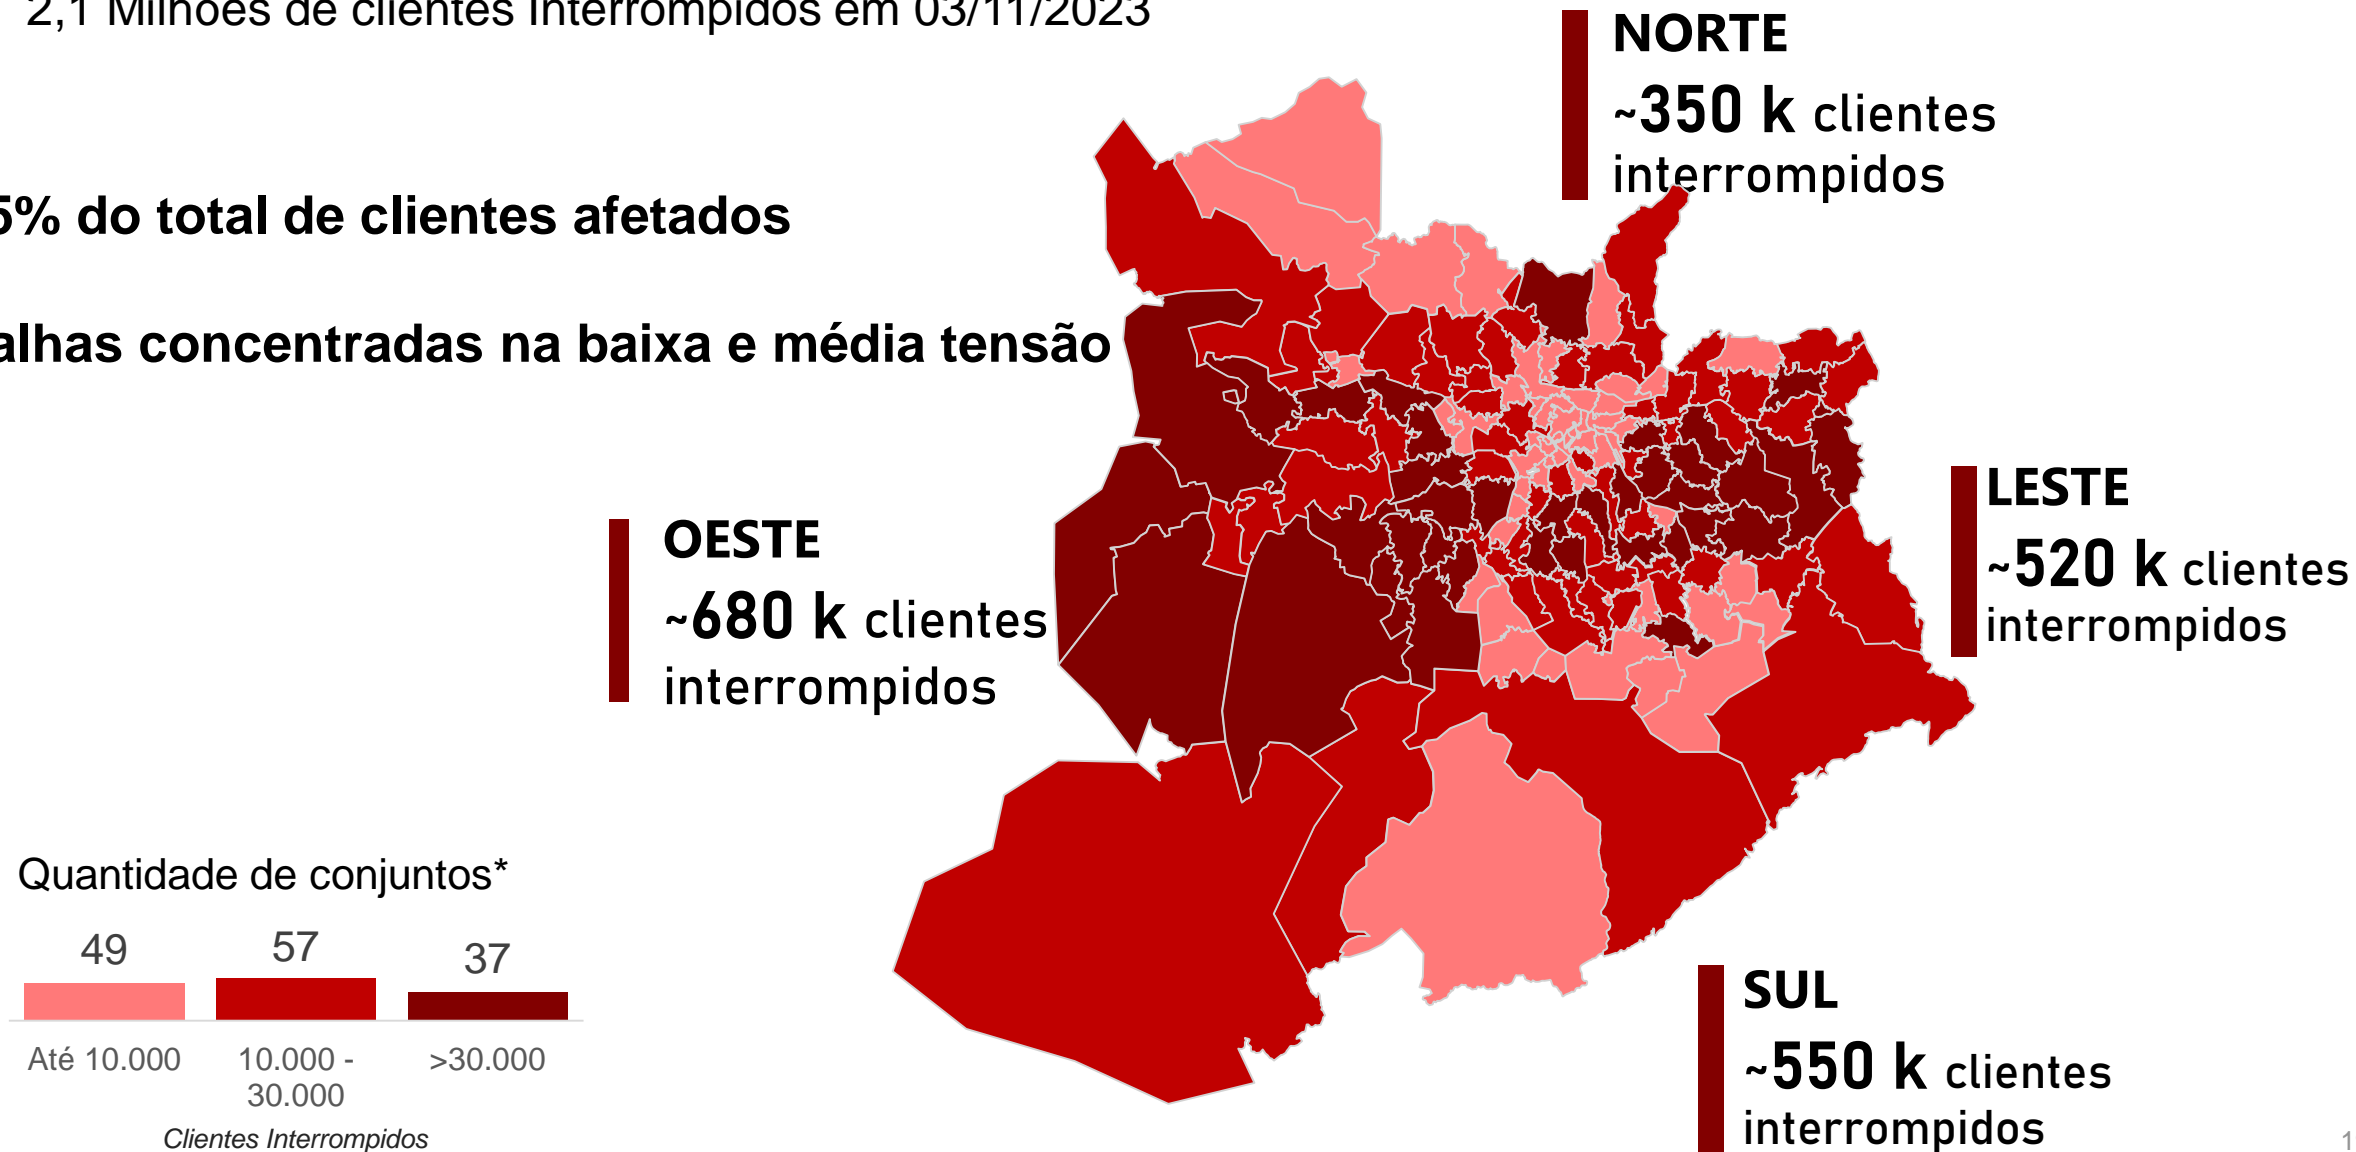 2,1 Milhões de clientes Interrompidos em 03/11/2023
5% do total de clientes afetados
alhas concentradas na baixa e média tensão
NORTE
~350 k clientes
interrompidos
OESTE
~680 k clientes
interrompidos
LESTE
~520 k clientes
interrompidos
SUL
~550 k clientes
interrompidos
Quantidade de conjuntos*
49 57 37
Até 10.000 10.000 - >30.000
30.000
Clientes Interrompidos
1